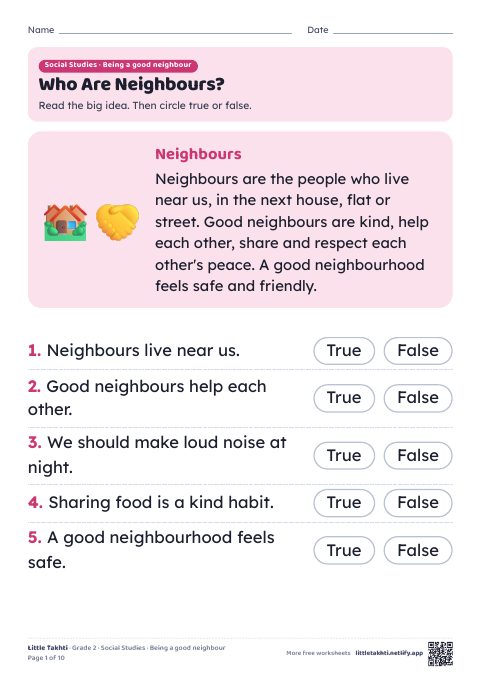 Name
Date
Social Studies · Being a good neighbour
Who Are Neighbours?
Read the big idea. Then circle true or false.
Neighbours
Neighbours are the people who live
near us, in the next house, flat or
street. Good neighbours are kind, help
each other, share and respect each
other's peace. A good neighbourhood
feels safe and friendly.
1. Neighbours live near us. True False
2. Good neighbours help each
other. True False
3. We should make loud noise at
night. True False
4. Sharing food is a kind habit. True False
5. A good neighbourhood feels
safe. True False
Little Takhti · Grade 2 · Social Studies · Being a good neighbour
Page 1 of 10
More free worksheets · littletakhti.netlify.app